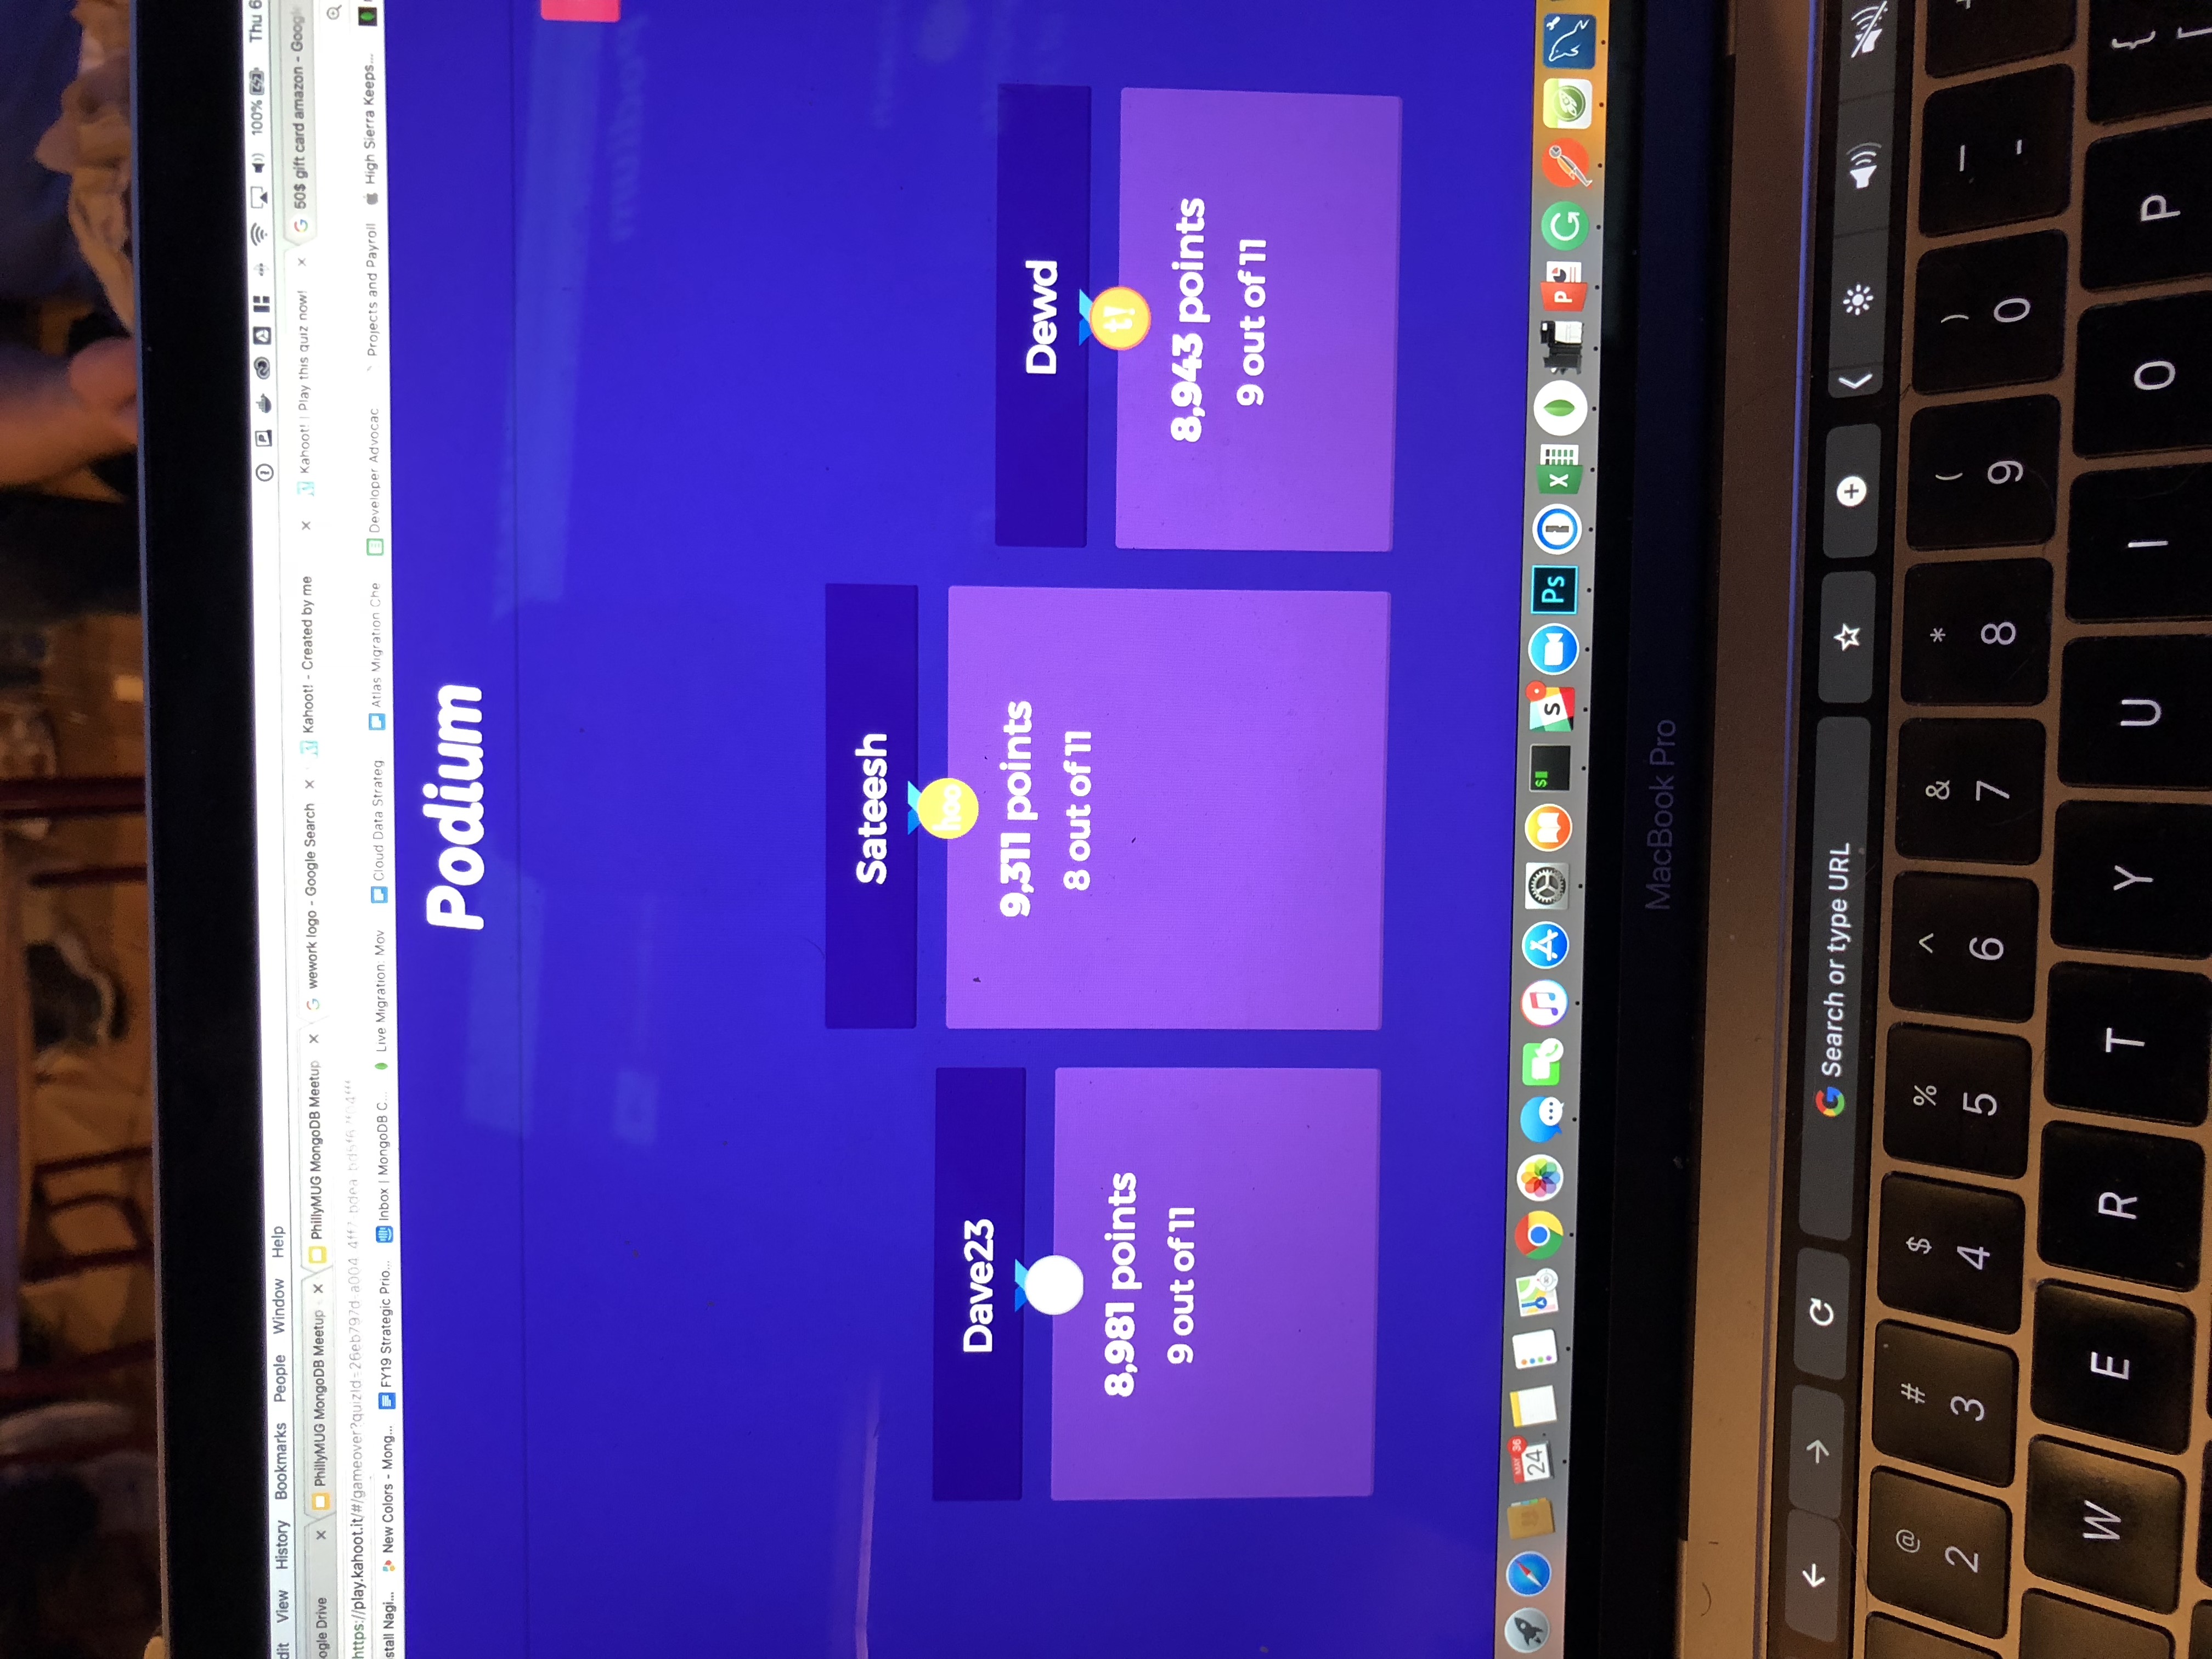 dit View History Bookmarks People Window Help 100% Thu 6
ogle Drive PhillyMUG MongoDB Meetup PhillyMUG MongoDB Meetup wework logo - Google Search Kahoot! - Created by me Kahoot! | Play this quiz now! 50$ gift card amazon - Googl
https://play.kahoot.it/#/gameover?quizId=26eb797d-a004
stall Nagi... New Colors - Mong... FY19 Strategic Prio... Inbox | MongoDB C... Live Migration: Mov Cloud Data Strateg Atlas Migration Che Developer Advocac Projects and Payroll High Sierra Keeps...
Podium
Sateesh
hoo
9,311 points
8 out of 11
Dave23
8,981 points
9 out of 11
Dewd
t!
8,943 points
9 out of 11
MAY 36
24
$
S
Ps
X
P
G
MacBook Pro
Search or type URL
@ # $ % ^ & * ( ) —
2 3 4 5 6 7 8 9 0 -
W E R T Y U I O P {
[